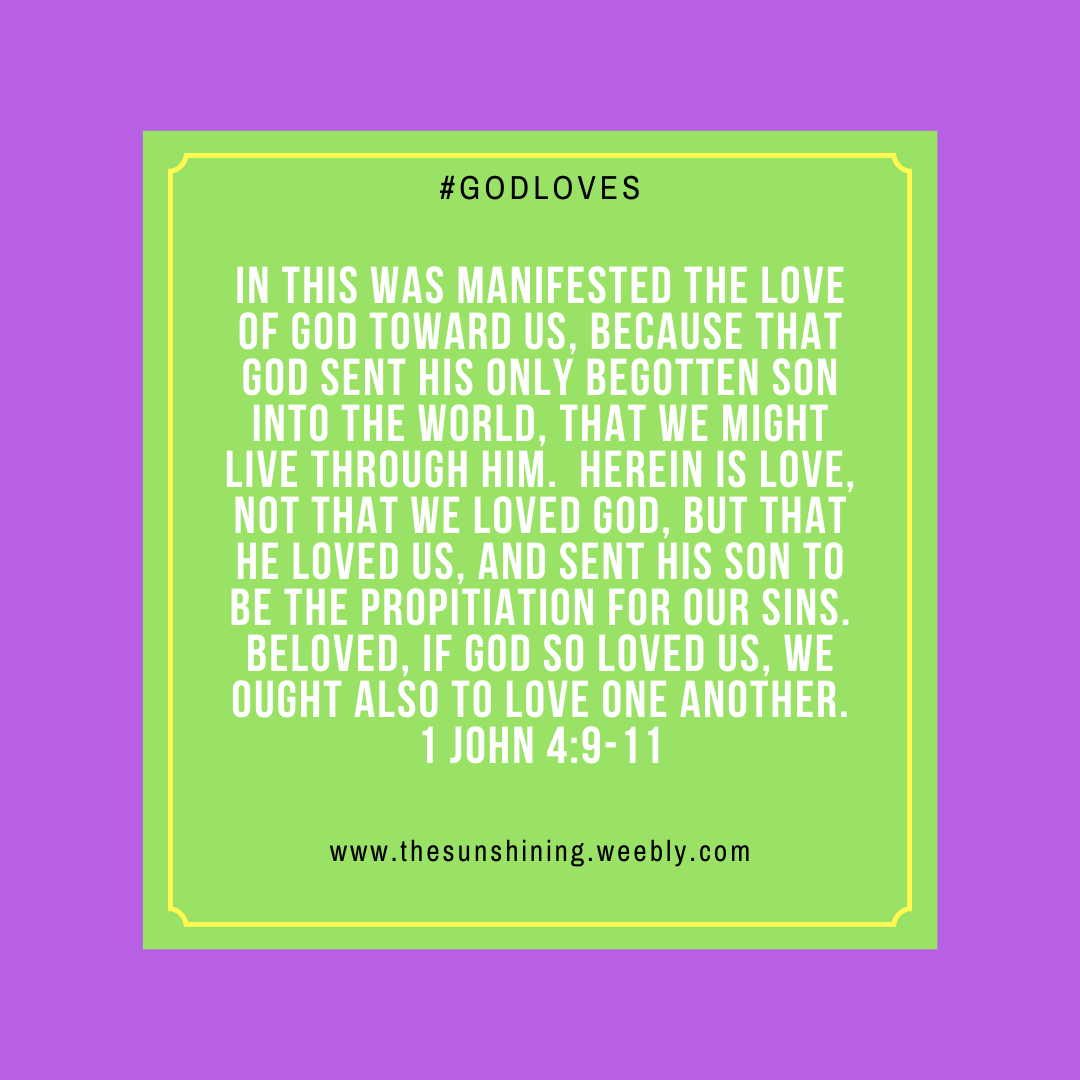 #GODLOVES
IN THIS WAS MANIFESTED THE LOVE
OF GOD TOWARD US, BECAUSE THAT
GOD SENT HIS ONLY BEGOTTEN SON
INTO THE WORLD, THAT WE MIGHT
LIVE THROUGH HIM.  HEREIN IS LOVE,
NOT THAT WE LOVED GOD, BUT THAT
HE LOVED US, AND SENT HIS SON TO
BE THE PROPITIATION FOR OUR SINS.
BELOVED, IF GOD SO LOVED US, WE
OUGHT ALSO TO LOVE ONE ANOTHER.
1 JOHN 4:9-11
www.thesunshining.weebly.com